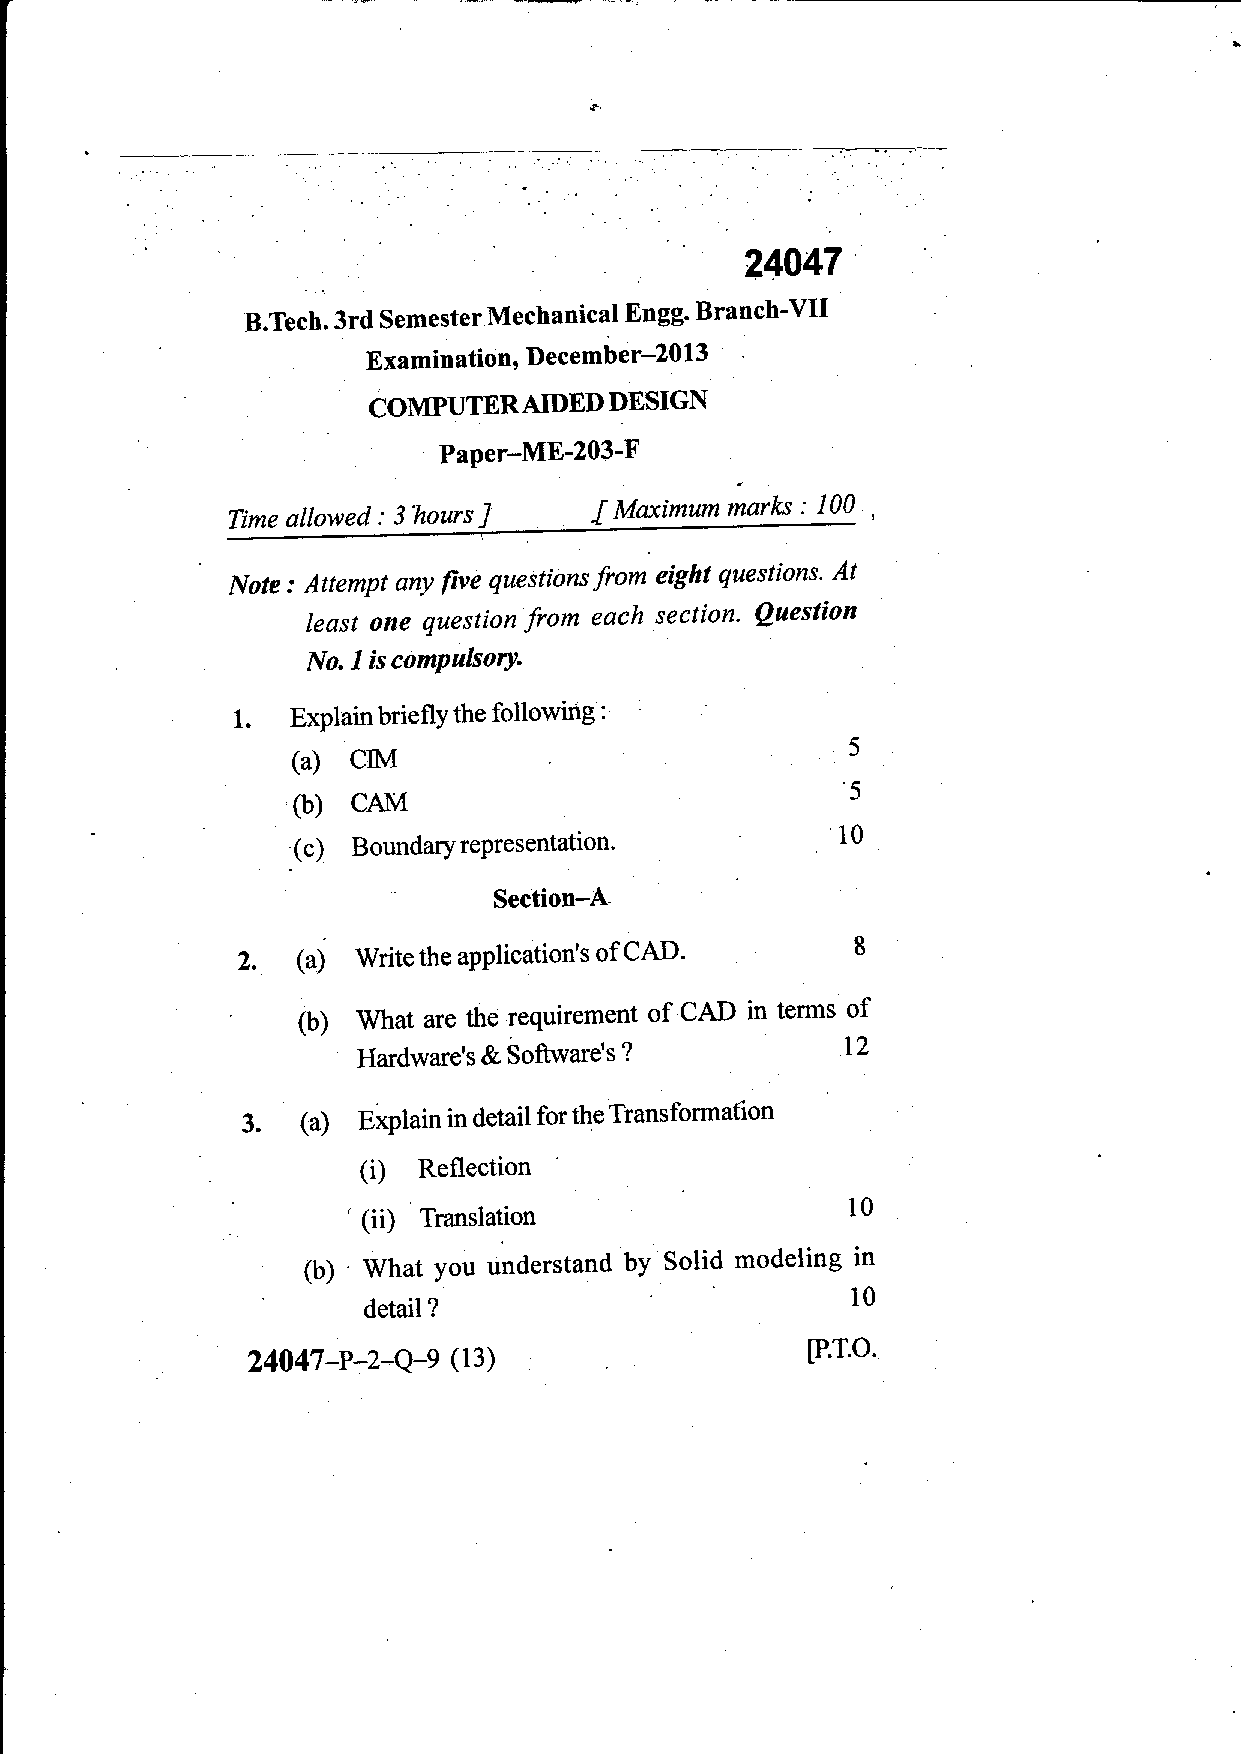 24047
B.Tech. 3rd Semester Mechanical Engg. Branch-VII
Examination, December–2013
COMPUTER AIDED DESIGN
Paper–ME-203-F
Time allowed : 3 hours ] [ Maximum marks : 100
Note : Attempt any five questions from eight questions. At
least one question from each section. Question
No. 1 is compulsory.
1. Explain briefly the following :
(a) CIM 5
(b) CAM 5
(c) Boundary representation. 10
Section–A
2. (a) Write the application's of CAD. 8
(b) What are the requirement of CAD in terms of
Hardware's & Software's ? 12
3. (a) Explain in detail for the Transformation
(i) Reflection
(ii) Translation 10
(b) What you understand by Solid modeling in
detail ? 10
24047–P–2–Q–9 (13) [P.T.O.